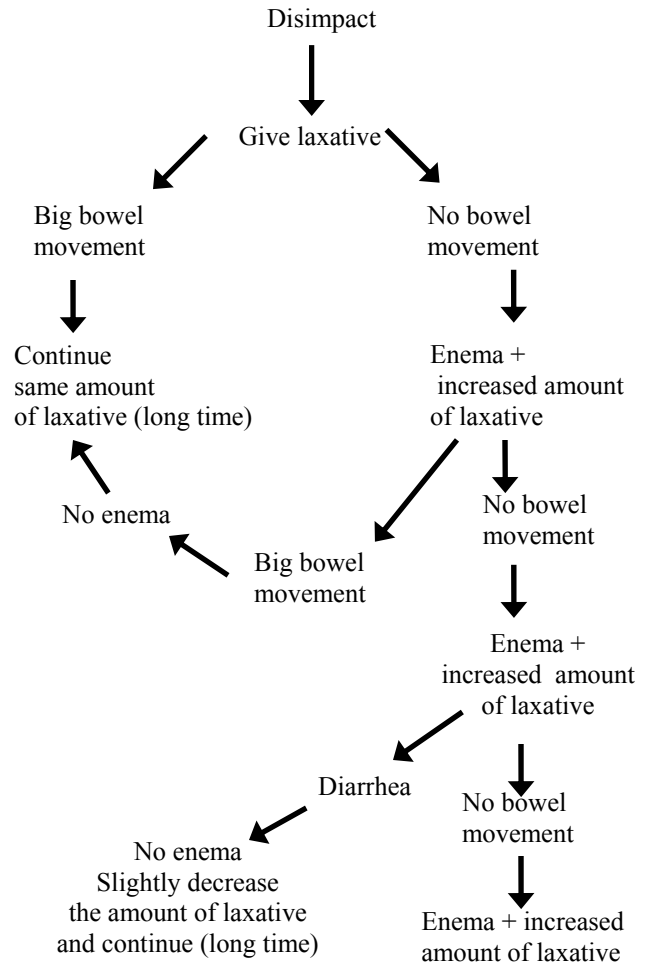 Disimpact
Give laxative
Big bowel
movement
No bowel
movement
Continue
same amount
of laxative (long time)
Enema +
increased amount
of laxative
No enema
Big bowel
movement
No bowel
movement
Enema +
increased amount
of laxative
Diarrhea
No bowel
movement
No enema
Slightly decrease
the amount of laxative
and continue (long time)
Enema + increased
amount of laxative